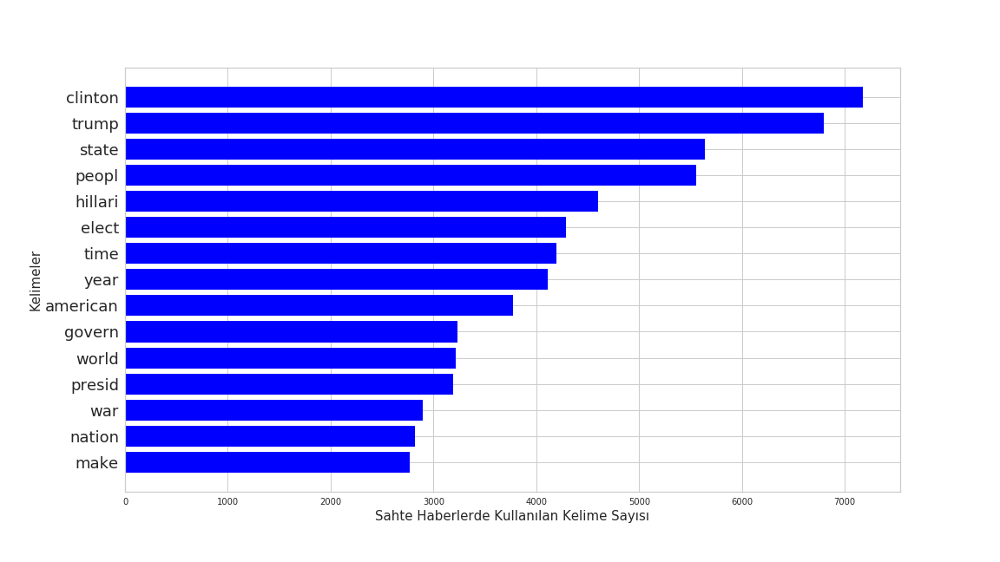 clinton
trump
state
peopl
hillari
elect
time
year
american
govern
world
presid
war
nation
make
Kelimeler
0 1000 2000 3000 4000 5000 6000 7000
Sahte Haberlerde Kullanılan Kelime Sayısı